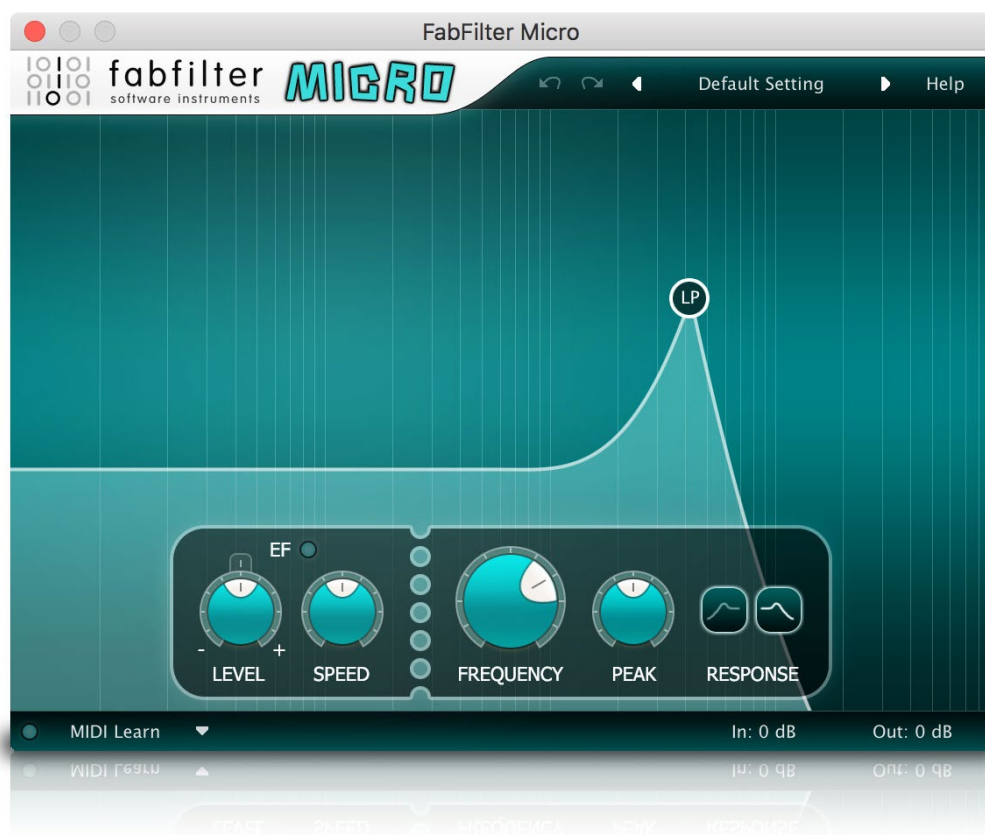 FabFilter Micro
fabfilter MICRO
software instruments
Default Setting Help
LP
EF
- +
LEVEL SPEED FREQUENCY PEAK RESPONSE
MIDI Learn In: 0 dB Out: 0 dB